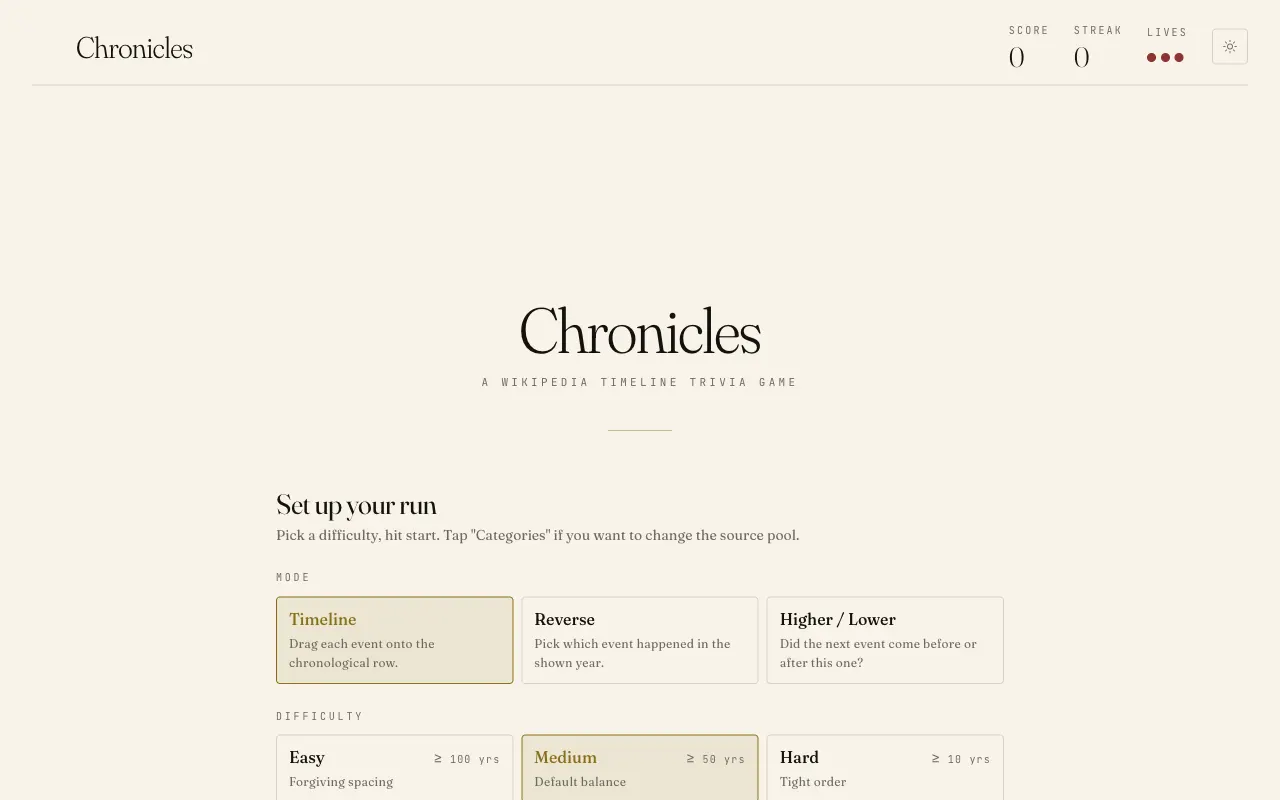 Chronicles
SCORE
0
STREAK
0
LIVES
Chronicles
A WIKIPEDIA TIMELINE TRIVIA GAME
Set up your run
Pick a difficulty, hit start. Tap "Categories" if you want to change the source pool.
MODE
Timeline
Drag each event onto the
chronological row.
Reverse
Pick which event happened in the
shown year.
Higher / Lower
Did the next event come before or
after this one?
DIFFICULTY
Easy
≥ 100 yrs
Forgiving spacing
Medium
≥ 50 yrs
Default balance
Hard
≥ 10 yrs
Tight order